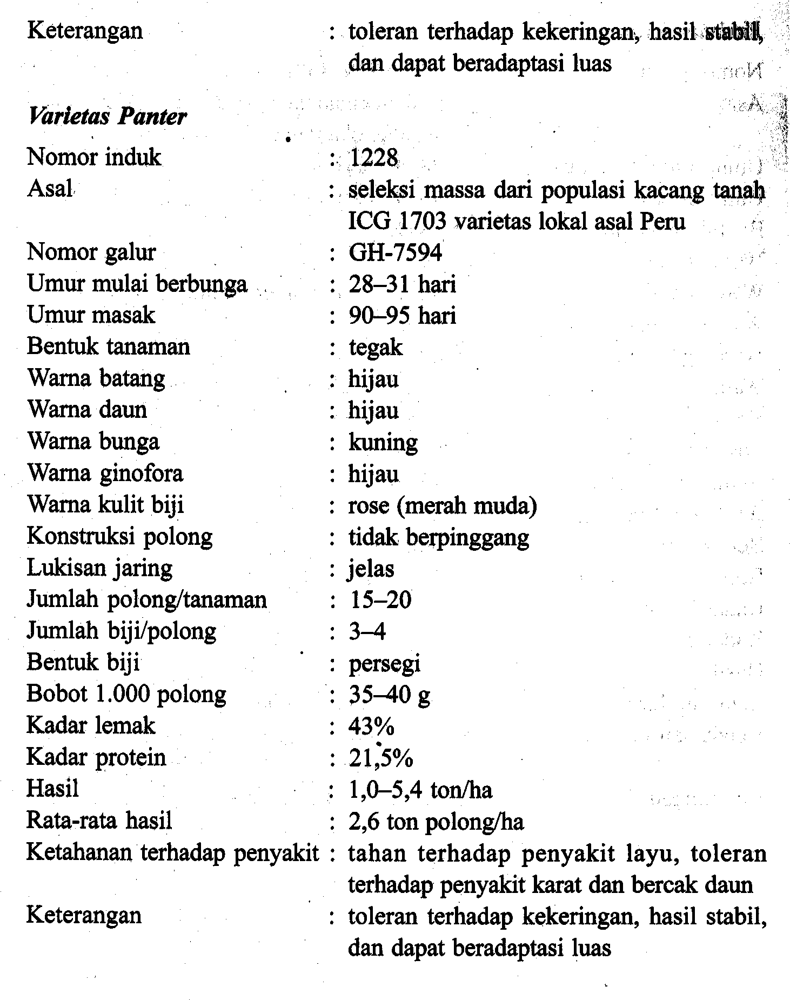 Keterangan : toleran terhadap kekeringan, hasil stabil,
dan dapat beradaptasi luas
Varietas Panter
Nomor induk : 1228
Asal : seleksi massa dari populasi kacang tanah
ICG 1703 varietas lokal asal Peru
Nomor galur : GH-7594
Umur mulai berbunga : 28–31 hari
Umur masak : 90–95 hari
Bentuk tanaman : tegak
Warna batang : hijau
Warna daun : hijau
Warna bunga : kuning
Warna ginofora : hijau
Warna kulit biji : rose (merah muda)
Konstruksi polong : tidak berpinggang
Lukisan jaring : jelas
Jumlah polong/tanaman : 15–20
Jumlah biji/polong : 3–4
Bentuk biji : persegi
Bobot 1.000 polong : 35–40 g
Kadar lemak : 43%
Kadar protein : 21,5%
Hasil : 1,0–5,4 ton/ha
Rata-rata hasil : 2,6 ton polong/ha
Ketahanan terhadap penyakit : tahan terhadap penyakit layu, toleran
terhadap penyakit karat dan bercak daun
Keterangan : toleran terhadap kekeringan, hasil stabil,
dan dapat beradaptasi luas